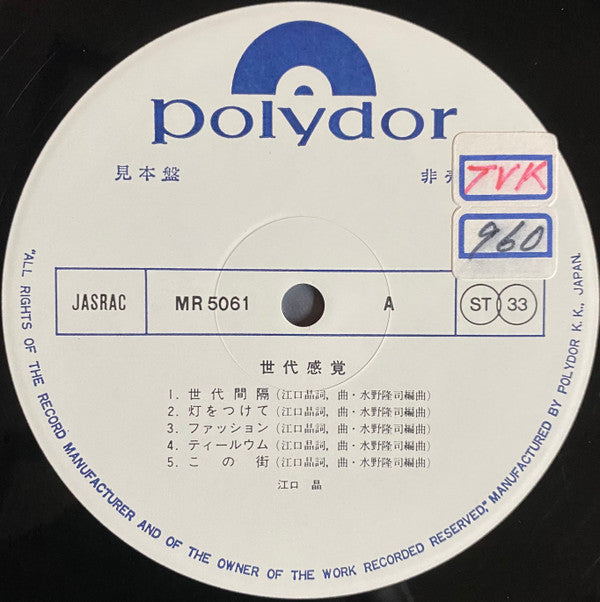 polydor
見本盤
非
TVK
960
JASRAC MR 5061 A ST 33
世代感覚
1. 世代間隔 (江口晶詞, 曲・水野隆司編曲)
2. 灯をつけて (江口晶詞, 曲・水野隆司編曲)
3. ファッション (江口晶詞, 曲・水野隆司編曲)
4. ティールウム (江口晶詞, 曲・水野隆司編曲)
5. この街 (江口晶詞, 曲・水野隆司編曲)
江口 晶
"ALL RIGHTS OF THE RECORD MANUFACTURER AND OF THE OWNER OF THE WORK RECORDED RESERVED," MANUFACTURED BY POLYDOR K.K., JAPAN.